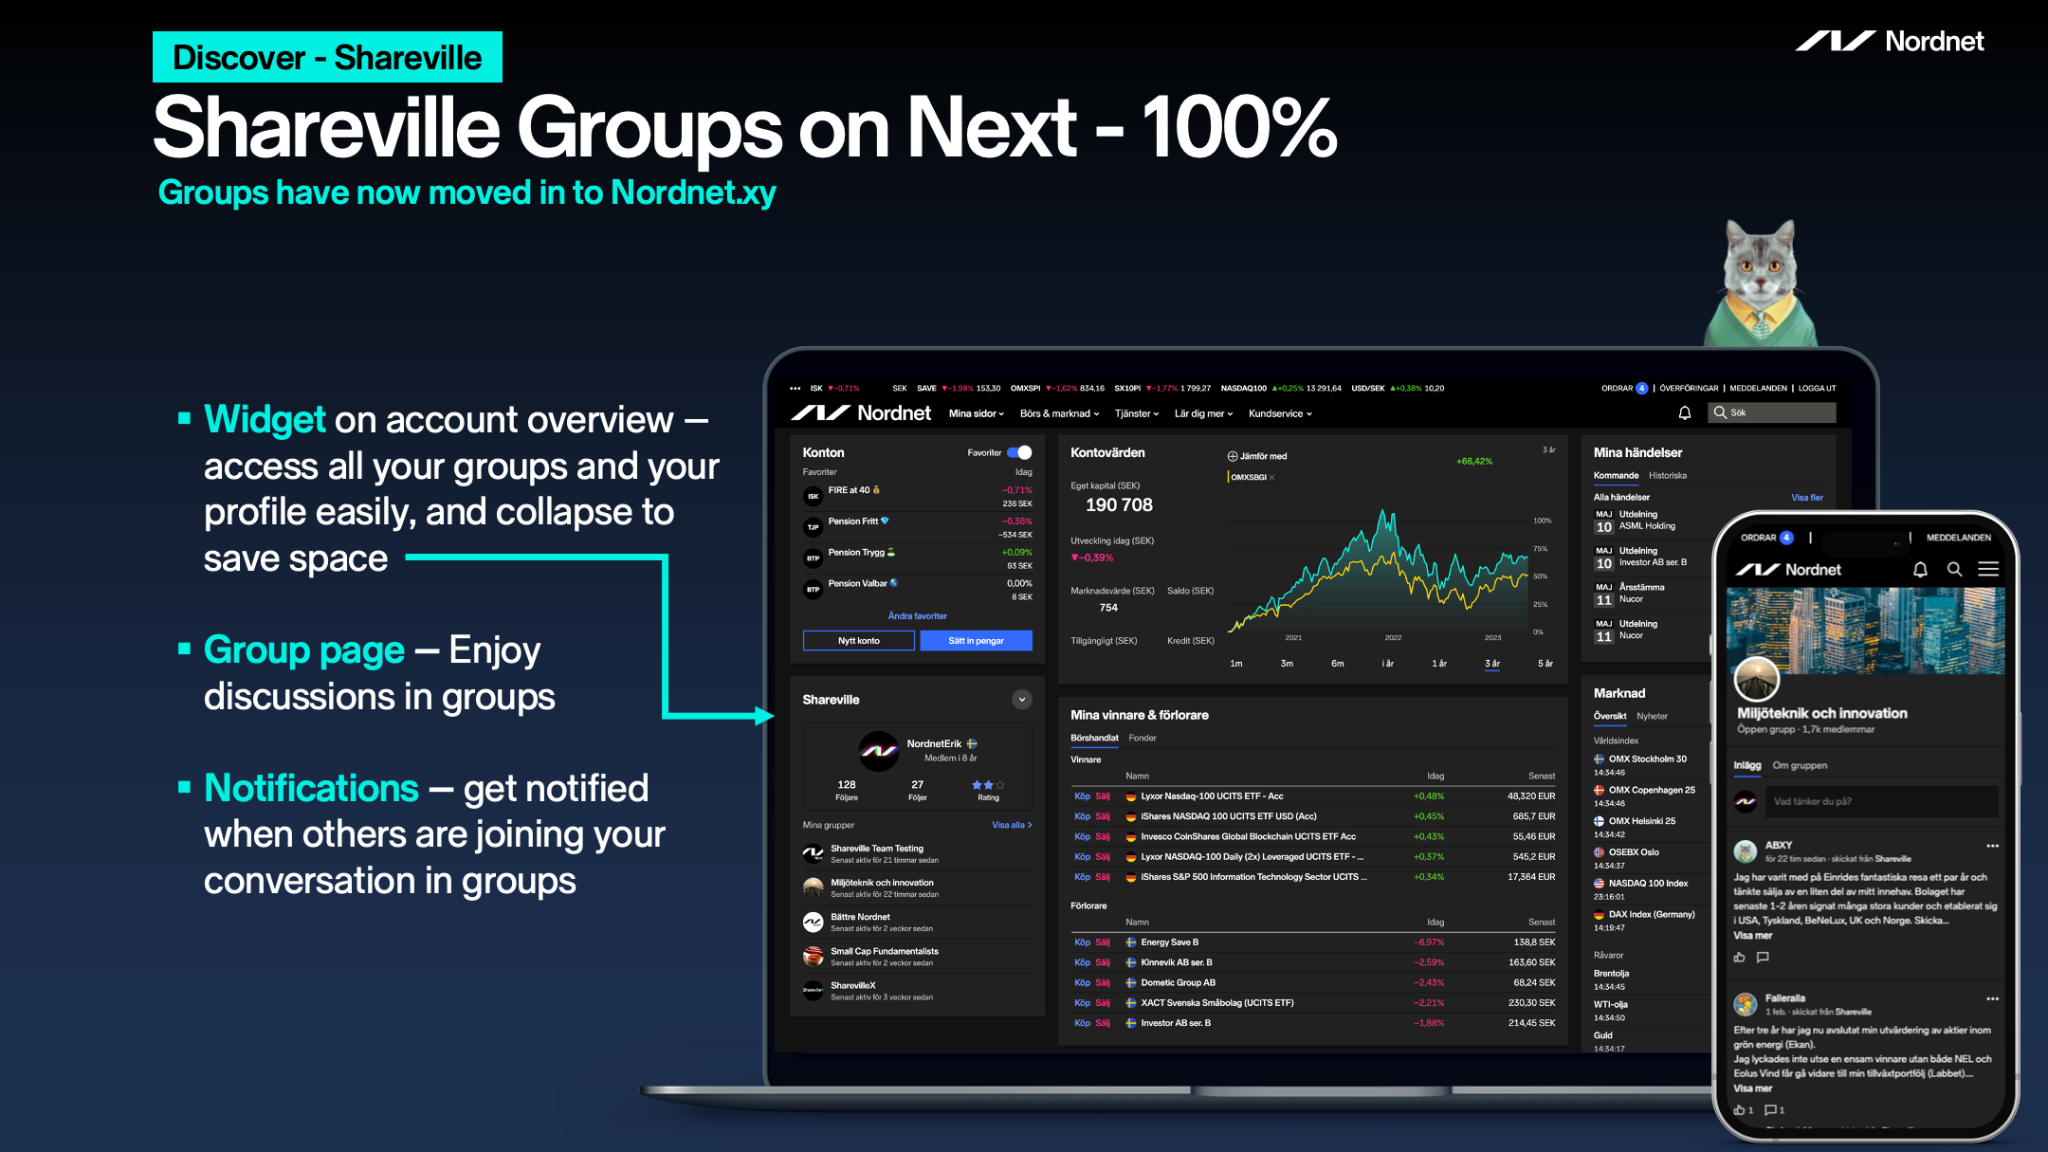 Discover - Shareville
Nordnet
Shareville Groups on Next - 100%
Groups have now moved in to Nordnet.xy
▪ Widget on account overview – access all your groups and your profile easily, and collapse to save space
▪ Group page – Enjoy discussions in groups
▪ Notifications – get notified when others are joining your conversation in groups
••• ISK ▼-0,71% SEK SAVE ▼-1,98% 153,30 OMXSPI ▼-1,62% 834,16 SX10PI ▼-1,77% 1 799,27 NASDAQ100 ▲+0,25% 13 291,64 USD/SEK ▲+0,38% 10,20
ORDRAR 4 | ÖVERFÖRINGAR | MEDDELANDEN | LOGGA UT
Nordnet Mina sidor Börs & marknad Tjänster Lär dig mer Kundservice
Sök
Konton Favoriter
Favoriter Idag
ISK FIRE at 40 -0,71%
236 SEK
TJP Pension Fritt -0,36%
-534 SEK
BTP Pension Trygg +0,09%
93 SEK
BTP Pension Valbar 0,00%
8 SEK
Ändra favoriter
Nytt konto Sätt in pengar
Shareville
NordnetErik
Medlem i 8 år
128 27
Följare Följer Rating
Mina grupper Visa alla >
Shareville Team Testing
Senast aktiv för 21 timmar sedan
Miljöteknik och innovation
Senast aktiv för 22 timmar sedan
Bättre Nordnet
Senast aktiv för 2 veckor sedan
Small Cap Fundamentalists
Senast aktiv för 2 veckor sedan
SharevilleX
Senast aktiv för 3 veckor sedan
Kontovärden
Eget kapital (SEK)
190 708
Utveckling idag (SEK)
▼-0,39%
Marknadsvärde (SEK) Saldo (SEK)
754
Tillgängligt (SEK) Kredit (SEK)
Jämför med
OMXSBGI ×
+66,42%
3 år
100%
75%
50%
25%
0%
2021 2022 2023
1m 3m 6m i år 1 år 3 år 5 år
Mina vinnare & förlorare
Börshandlat Fonder
Vinnare
Namn Idag Senast
Köp Sälj Lyxor Nasdaq-100 UCITS ETF - Acc +0,48% 48,320 EUR
Köp Sälj iShares NASDAQ 100 UCITS ETF USD (Acc) +0,45% 685,7 EUR
Köp Sälj Invesco CoinShares Global Blockchain UCITS ETF Acc +0,43% 55,46 EUR
Köp Sälj Lyxor NASDAQ-100 Daily (2x) Leveraged UCITS ETF - ... +0,37% 545,2 EUR
Köp Sälj iShares S&P 500 Information Technology Sector UCITS ... +0,34% 17,364 EUR
Förlorare
Namn Idag Senast
Köp Sälj Energy Save B -6,97% 138,8 SEK
Köp Sälj Kinnevik AB ser. B -2,59% 163,60 SEK
Köp Sälj Dometic Group AB -2,43% 68,24 SEK
Köp Sälj XACT Svenska Småbolag (UCITS ETF) -2,21% 230,30 SEK
Köp Sälj Investor AB ser. B -1,88% 214,45 SEK
Mina händelser
Kommande Historiska
Alla händelser Visa fler
MAJ 10 Utdelning
ASML Holding
MAJ 10 Utdelning
Investor AB ser. B
MAJ 11 Årsstämma
Nucor
MAJ 11 Utdelning
Nucor
Marknad
Översikt Nyheter
Världsindex
OMX Stockholm 30
14:34:46
OMX Copenhagen 25
14:34:46
OMX Helsinki 25
14:34:42
OSEBX Oslo
14:34:37
NASDAQ 100 Index
23:16:01
DAX Index (Germany)
14:19:47
Råvaror
Brentolja
14:34:45
WTI-olja
14:34:50
Guld
14:34:17
ORDRAR 4 | | MEDDELANDEN
Nordnet
Miljöteknik och innovation
Öppen grupp · 1,7k medlemmar
Inlägg Om gruppen
Vad tänker du på?
ABXY •••
för 22 tim sedan · skickat från Shareville
Jag har varit med på Einrides fantastiska resa ett par år och
tänkte sälja av en liten del av mitt innehav. Bolaget har
senaste 1-2 åren signat många stora kunder och etablerat sig
i USA, Tyskland, BeNeLux, UK och Norge. Skicka...
Visa mer
Falleralla •••
1 feb. · skickat från Shareville
Efter tre år har jag nu avslutat min utvärdering av aktier inom
grön energi (Ekan).
Jag lyckades inte utse en ensam vinnare utan både NEL och
Eolus Vind får gå vidare till min tillväxtportfölj (Labbet)....
Visa mer
1 1